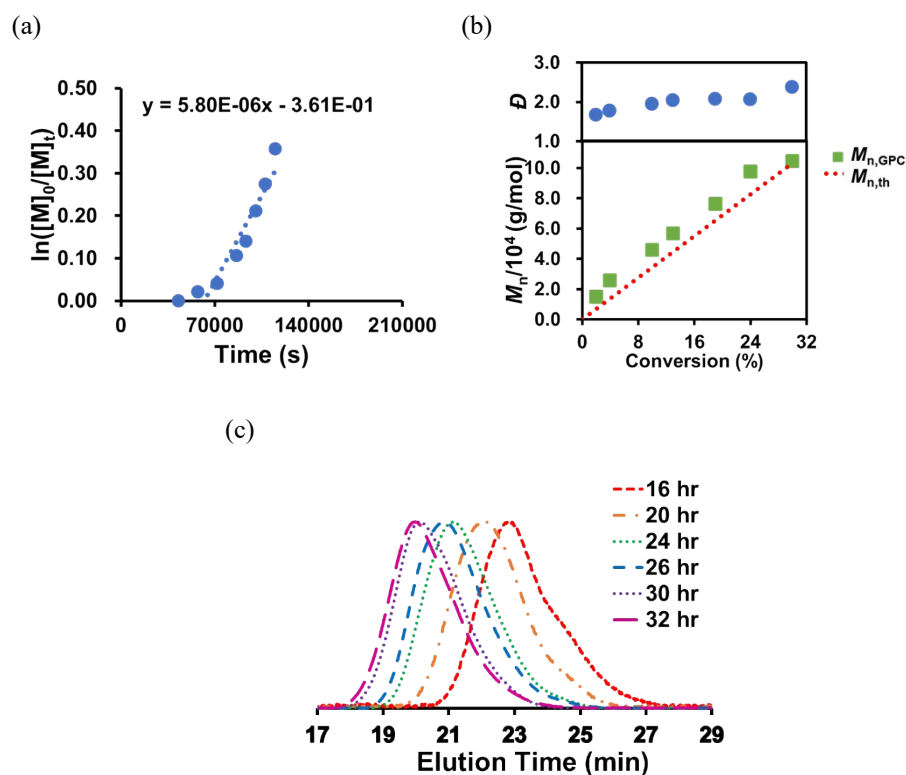 (a)
y = 5.80E-06x - 3.61E-01
0.50
0.40
0.30
0.20
0.10
0.00
0
70000
140000
210000
ln([M]0/[M]t)
Time (s)
(b)
3.0
2.0
1.0
Đ
10.0
8.0
6.0
4.0
2.0
0.0
0
8
16
24
32
Mn/10^4 (g/mol)
Conversion (%)
Mn,GPC
Mn,th
(c)
16 hr
20 hr
24 hr
26 hr
30 hr
32 hr
17
19
21
23
25
27
29
Elution Time (min)